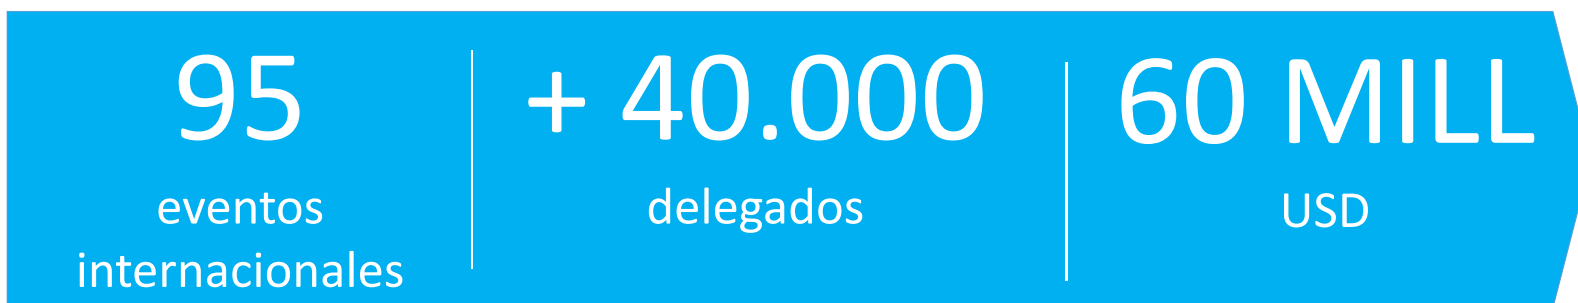 95
eventos
internacionales
+ 40.000
delegados
60 MILL
USD